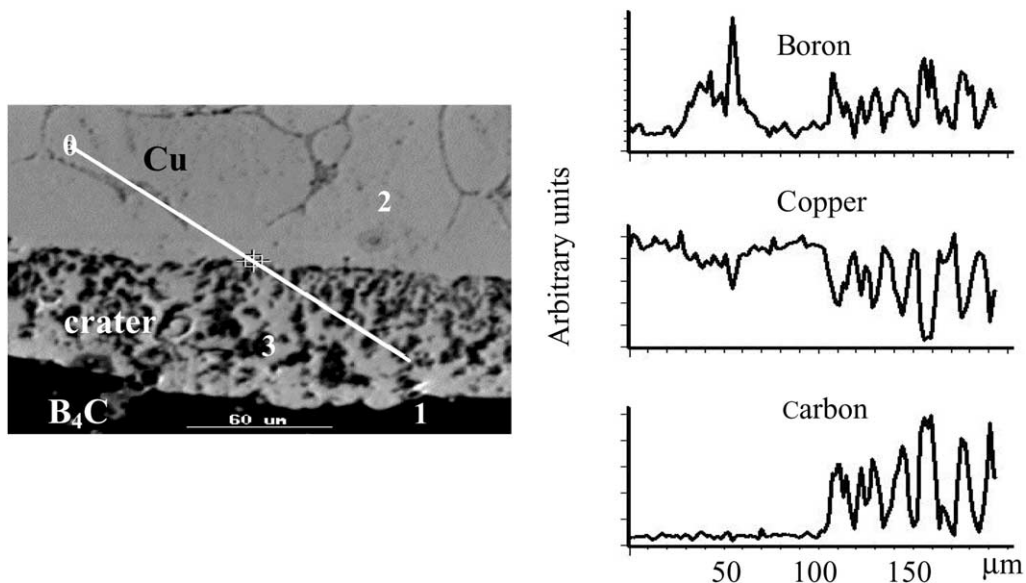 0
Cu
2
crater
3
B₄C
60 um
1
Boron
Copper
Arbitrary units
Carbon
50 100 150 μm